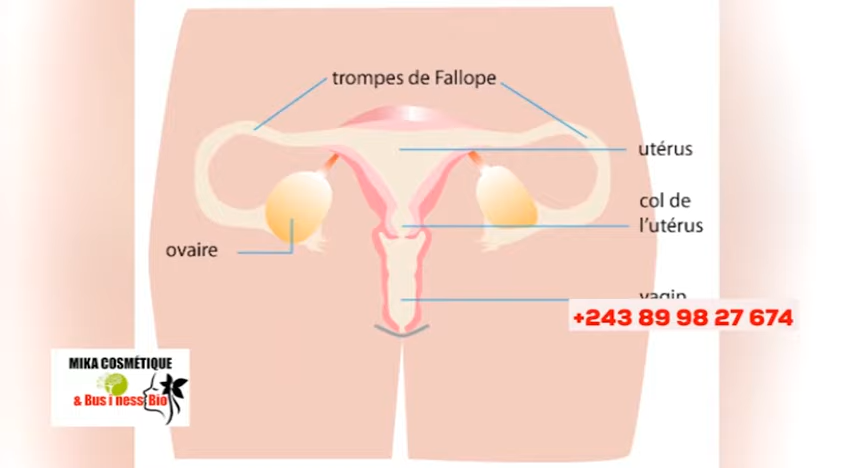 trompes de Fallope
utérus
col de
l'utérus
ovaire
vagin
+243 89 98 27 674
MIKA COSMÉTIQUE
& Bus i ness Bio